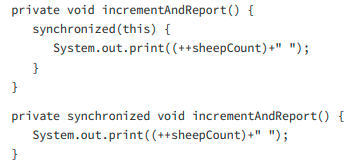 private void incrementAndReport() {
   synchronized(this) {
      System.out.print((++sheepCount)+" ");
   }
}

private synchronized void incrementAndReport() {
   System.out.print((++sheepCount)+" ");
}